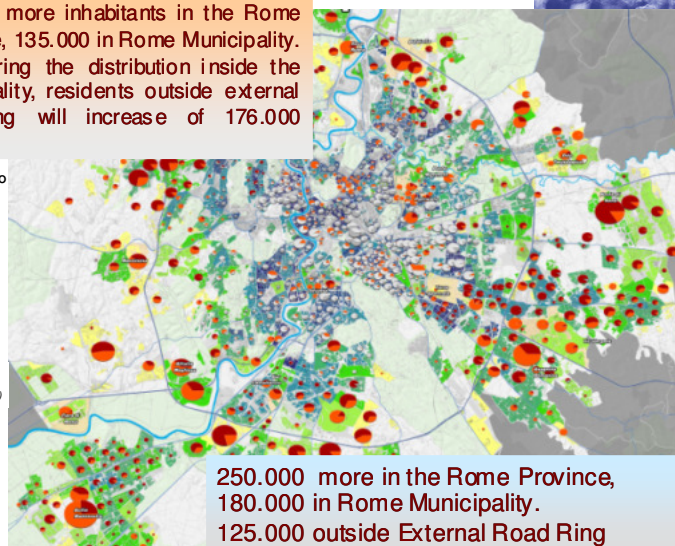 more inhabitants in the Rome
, 135.000 in Rome Municipality.
ring the distribution inside the
ality, residents outside external
ng will increase of 176.000
o
250.000 more in the Rome Province,
180.000 in Rome Municipality.
125.000 outside External Road Ring